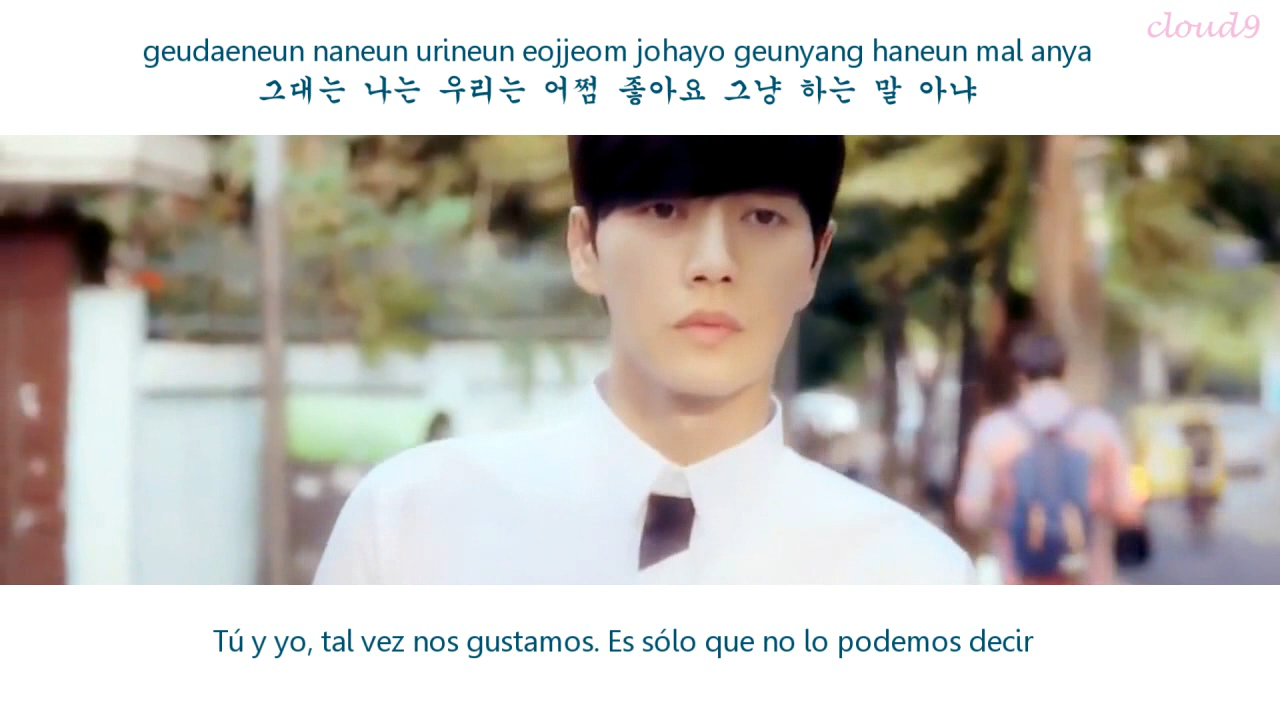 cloud9
geudaeneun naneun urineun eojjeom johayo geunyang haneun mal anya
그대는 나는 우리는 어쩜 좋아요 그냥 하는 말 아냐
Tú y yo, tal vez nos gustamos. Es sólo que no lo podemos decir